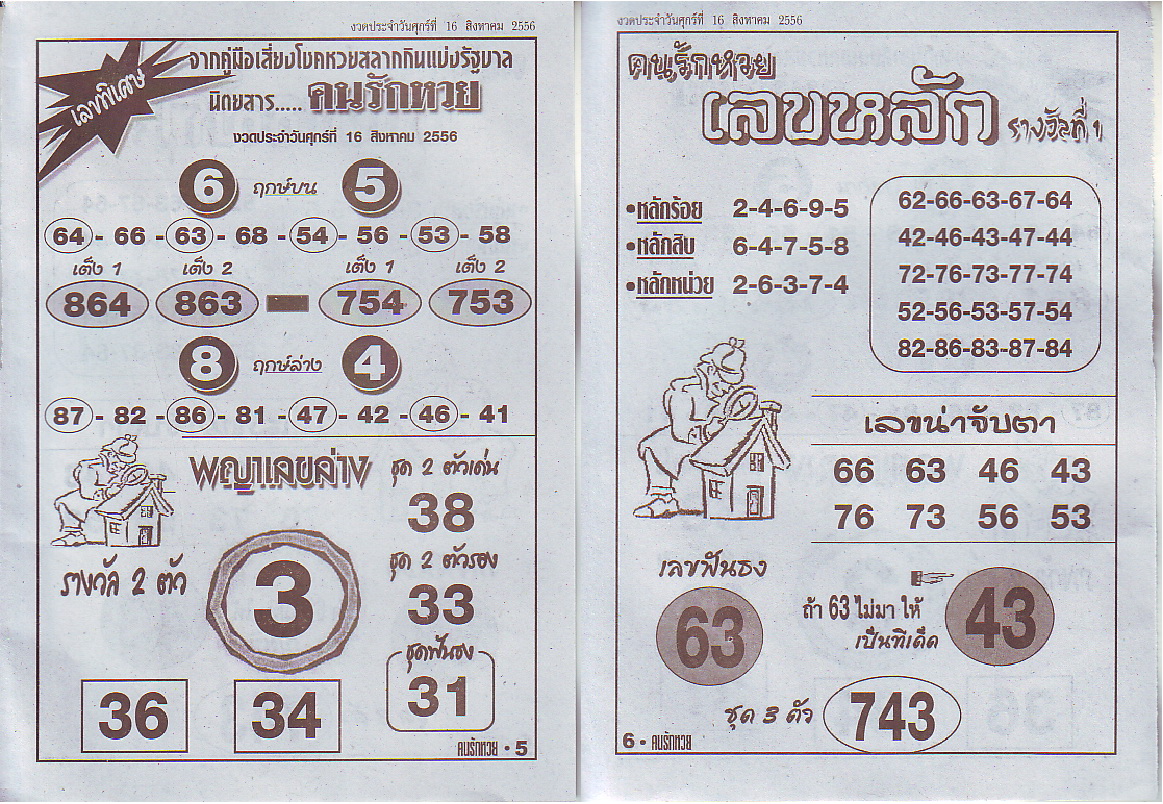 งวดประจำวันศุกร์ที่ 16 สิงหาคม 2556
เลขพิเศษ
จากคู่มือเสี่ยงโชคหวยสลากกินแบ่งรัฐบาล
นิตยสาร..... คนรักหวย
งวดประจำวันศุกร์ที่ 16 สิงหาคม 2556
6 ฤกษ์บน 5
64 - 66 - 63 - 68 - 54 - 56 - 53 - 58
เต็ง 1 เต็ง 2 เต็ง 1 เต็ง 2
864 863 - 754 753
8 ฤกษ์ล่าง 4
87 - 82 - 86 - 81 - 47 - 42 - 46 - 41
พญาเลขล่าง
รางวัล 2 ตัว
3
36 34
ชุด 2 ตัวเด่น
38
ชุด 2 ตัวรอง
33
ชุดฟันธง
31
คนรักหวย • 5
งวดประจำวันศุกร์ที่ 16 สิงหาคม 2556
คนรักหวย
เลขหลัก รางวัลที่ 1
•หลักร้อย 2-4-6-9-5
•หลักสิบ 6-4-7-5-8
•หลักหน่วย 2-6-3-7-4
62-66-63-67-64
42-46-43-47-44
72-76-73-77-74
52-56-53-57-54
82-86-83-87-84
เลขน่าจับตา
66 63 46 43
76 73 56 53
เลขฟันธง
63
ถ้า 63 ไม่มา ให้
เป็นทีเด็ด
43
ชุด 3 ตัว 743
6 - คนรักหวย